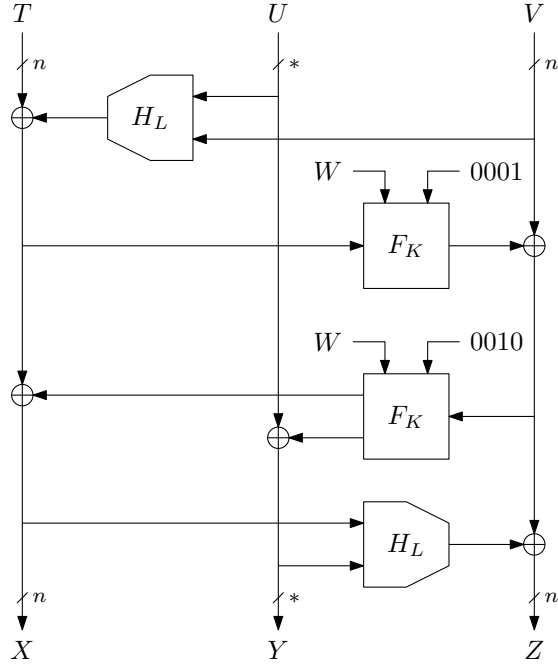 T U V
n * n
H_L
W 0001
F_K
W 0010
F_K
H_L
n * n
X Y Z